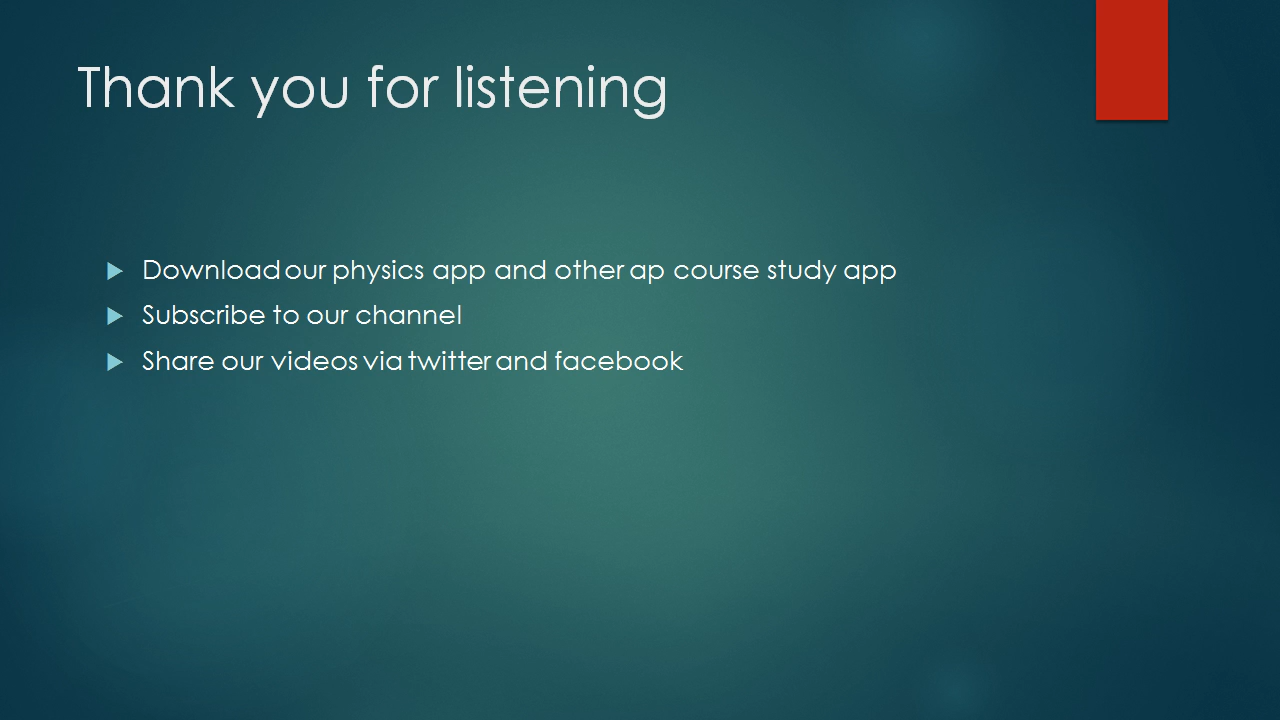 Thank you for listening
Download our physics app and other ap course study app
Subscribe to our channel
Share our videos via twitter and facebook